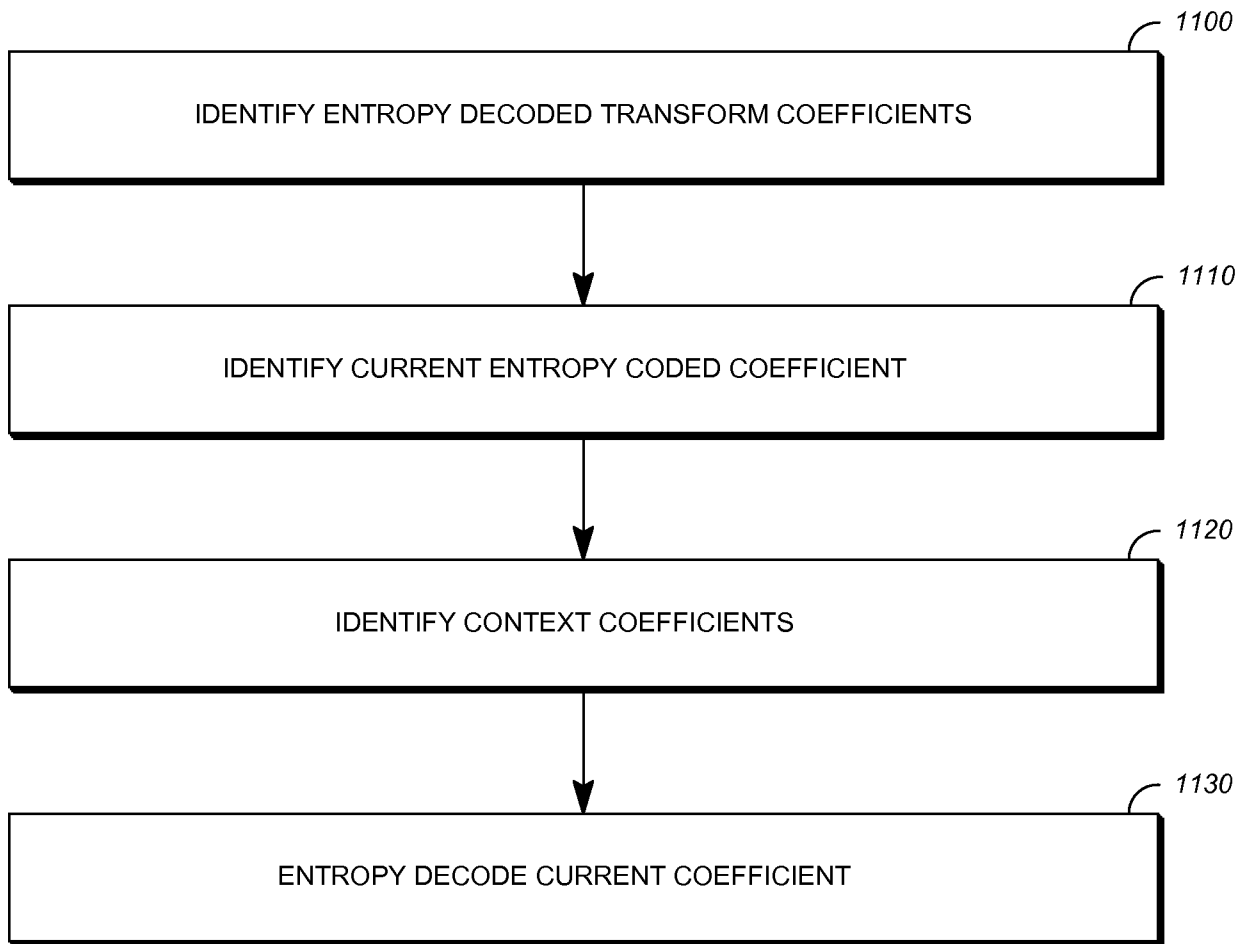 1100
IDENTIFY ENTROPY DECODED TRANSFORM COEFFICIENTS
1110
IDENTIFY CURRENT ENTROPY CODED COEFFICIENT
1120
IDENTIFY CONTEXT COEFFICIENTS
1130
ENTROPY DECODE CURRENT COEFFICIENT